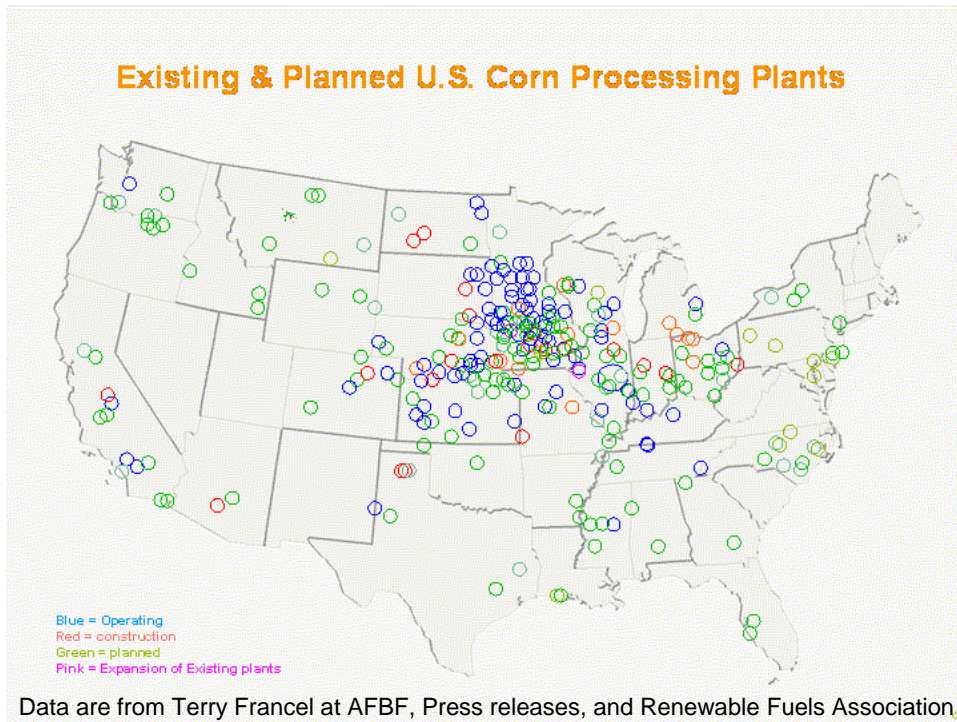 Existing & Planned U.S. Corn Processing Plants
Blue = Operating
Red = construction
Green = planned
Pink = Expansion of Existing plants
Data are from Terry Francel at AFBF, Press releases, and Renewable Fuels Association